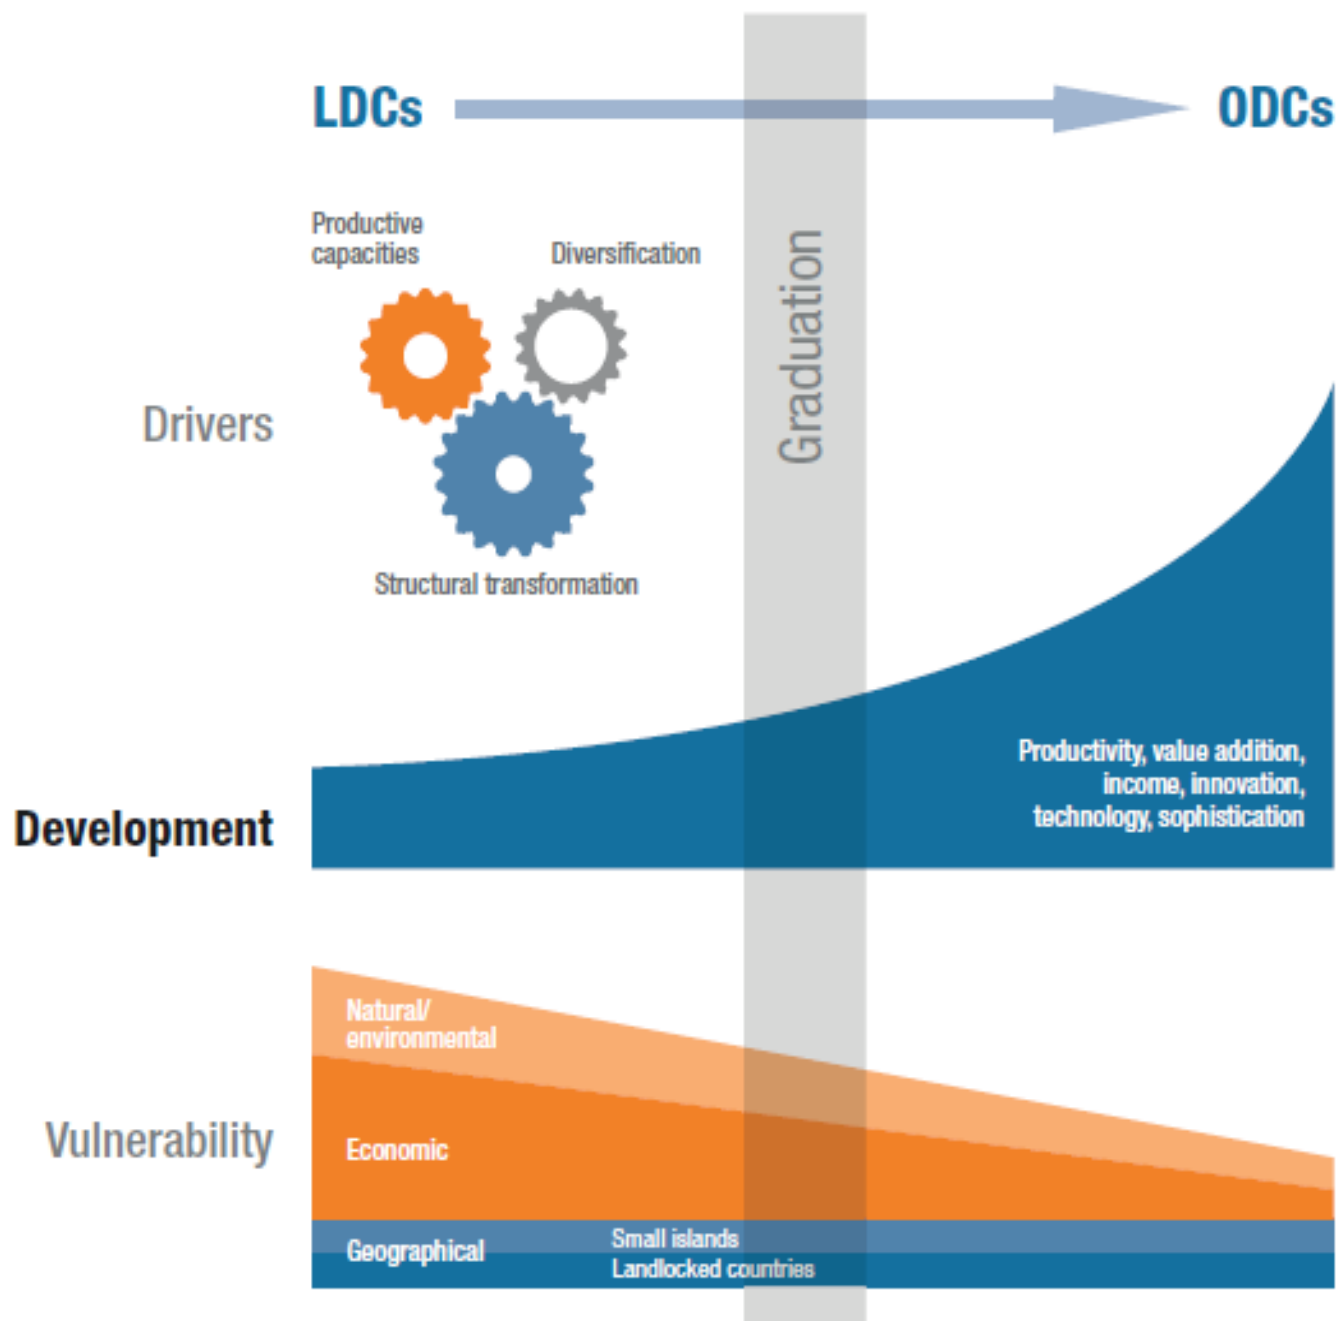 LDCs
ODCs
Productive
capacities
Diversification
Graduation
Drivers
Structural transformation
Productivity, value addition,
income, innovation,
technology, sophistication
Development
Natural/
environmental
Vulnerability
Economic
Geographical
Small islands
Landlocked countries